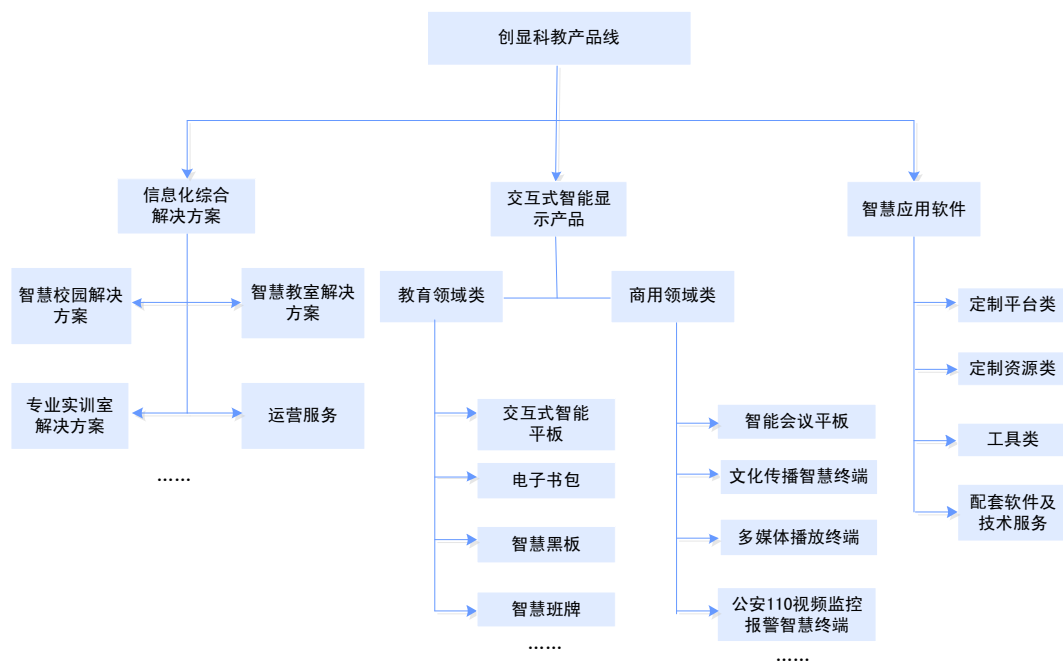 创显科教产品线
信息化综合
解决方案
交互式智能显
示产品
智慧应用软件
智慧校园解决
方案
智慧教室解决
方案
专业实训室
解决方案
运营服务
……
教育领域类
商用领域类
交互式智能
平板
电子书包
智慧黑板
智慧班牌
……
智能会议平板
文化传播智慧终端
多媒体播放终端
公安110视频监控
报警智慧终端
……
定制平台类
定制资源类
工具类
配套软件及
技术服务